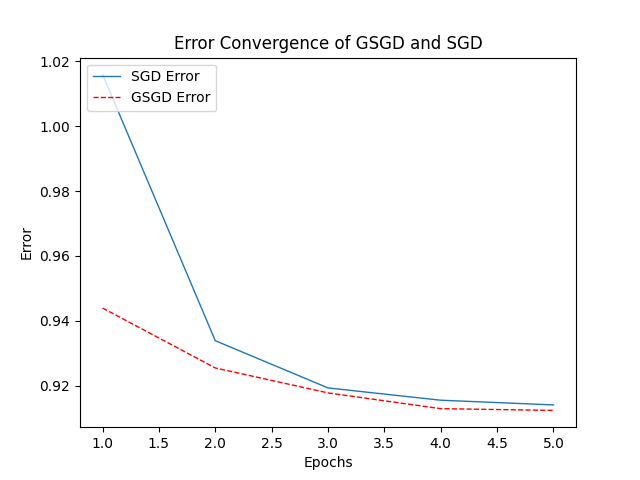 Error Convergence of GSGD and SGD
SGD Error
GSGD Error
1.02
1.00
0.98
0.96
0.94
0.92
Error
1.0 1.5 2.0 2.5 3.0 3.5 4.0 4.5 5.0
Epochs